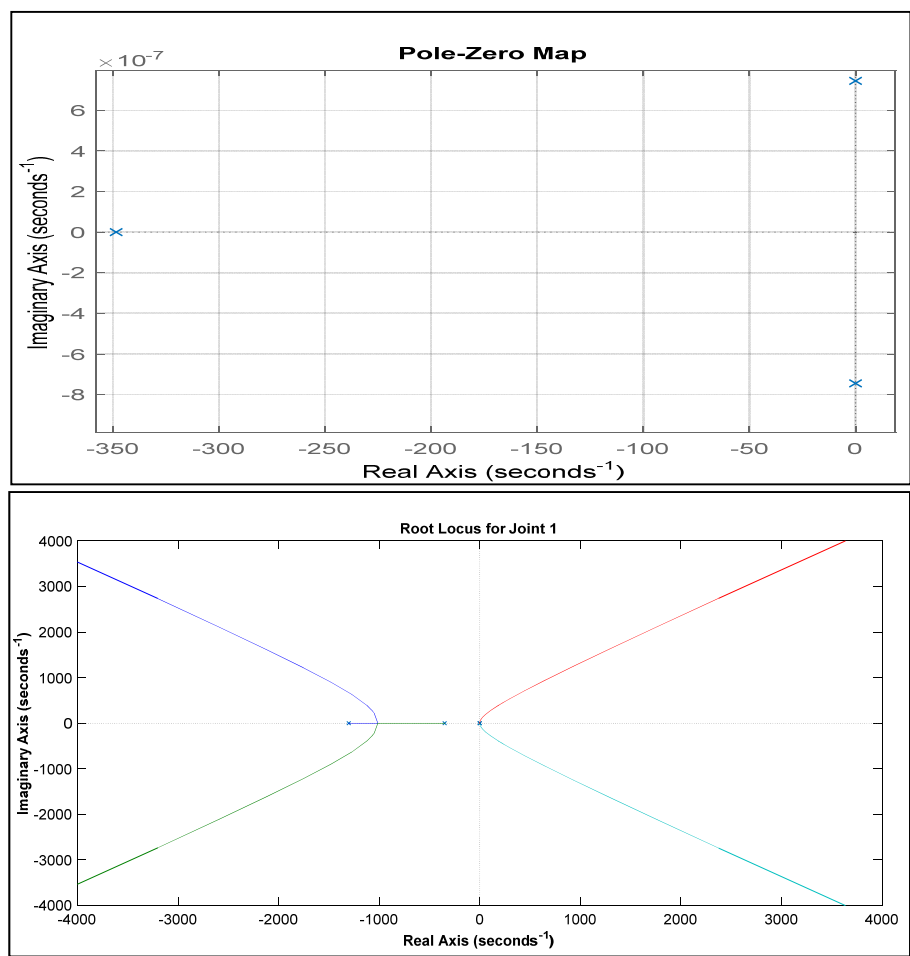 ×10⁻⁷
Pole-Zero Map
Imaginary Axis (seconds⁻¹)
6
4
2
0
-2
-4
-6
-8
-350 -300 -250 -200 -150 -100 -50 0
Real Axis (seconds⁻¹)
Root Locus for Joint 1
Imaginary Axis (seconds⁻¹)
4000
3000
2000
1000
0
-1000
-2000
-3000
-4000
-4000 -3000 -2000 -1000 0 1000 2000 3000 4000
Real Axis (seconds⁻¹)